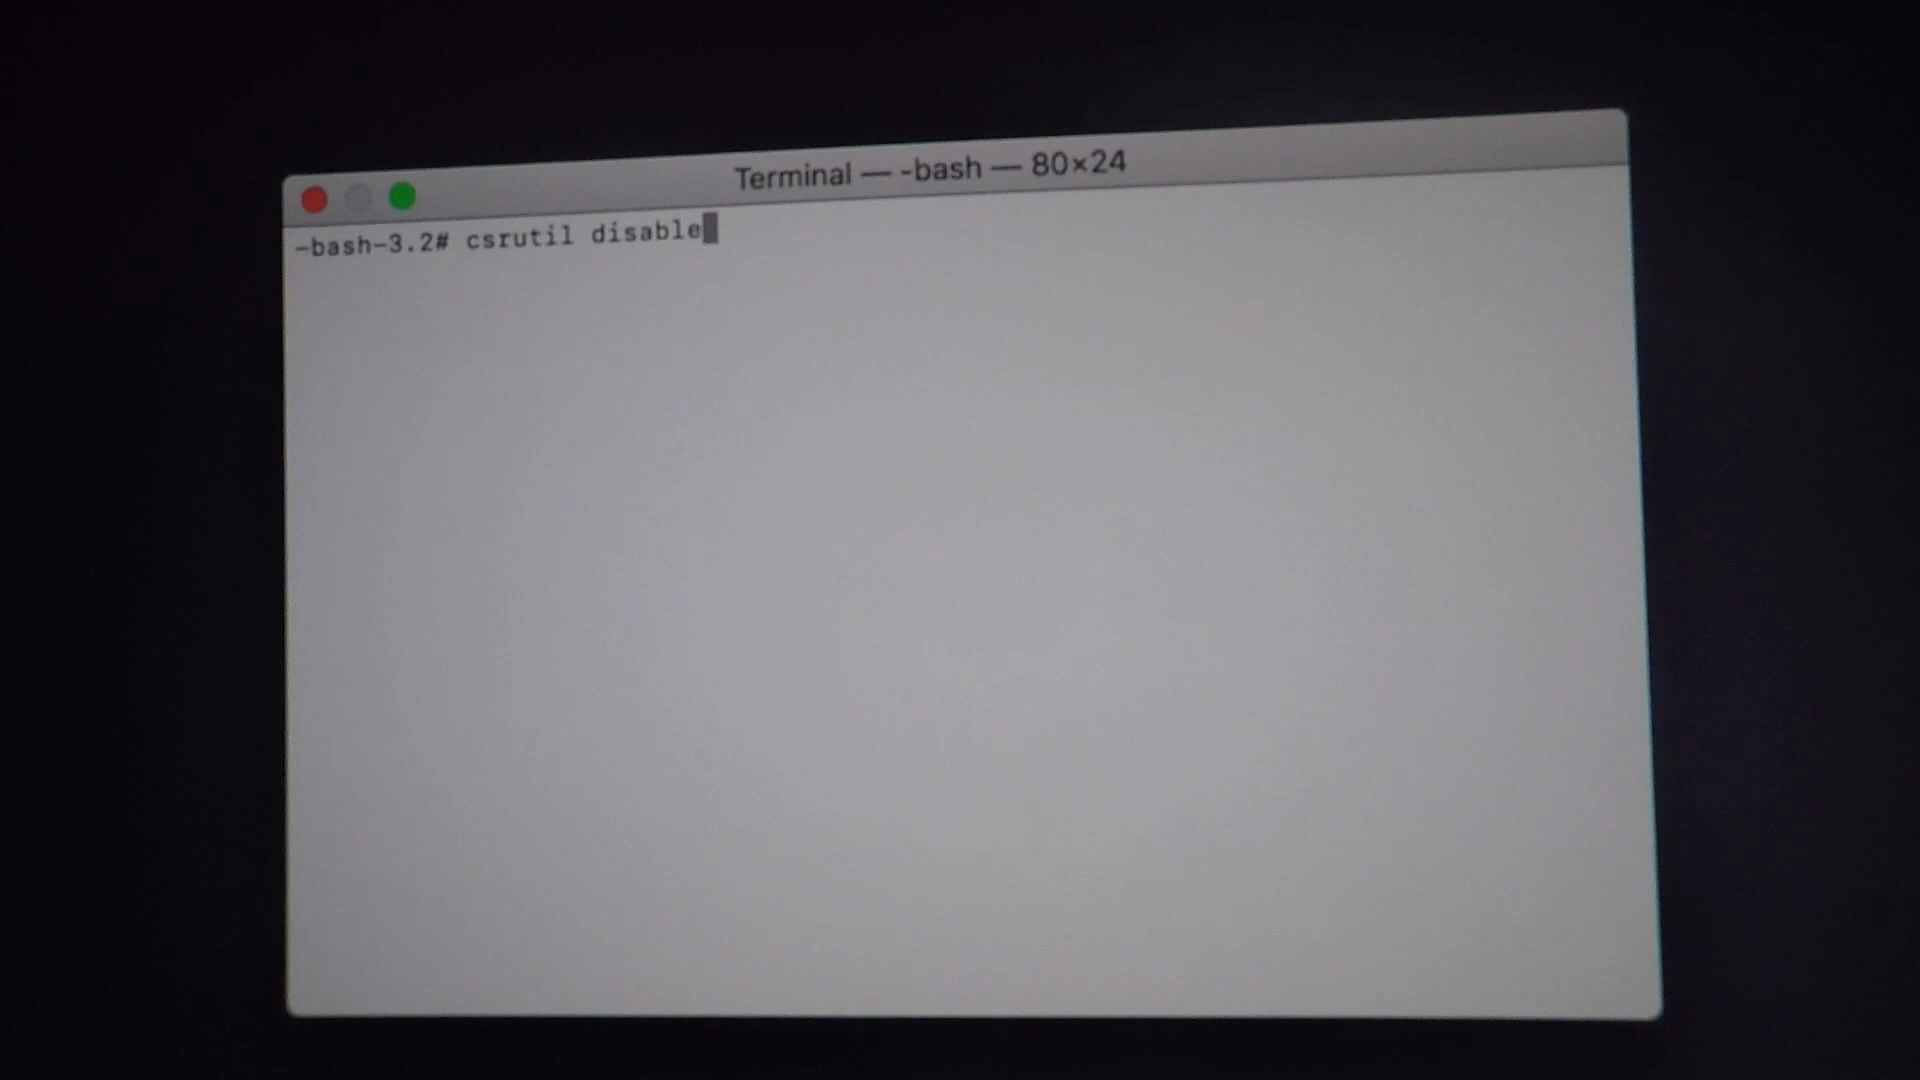 Terminal — -bash — 80×24
-bash-3.2# csrutil disable